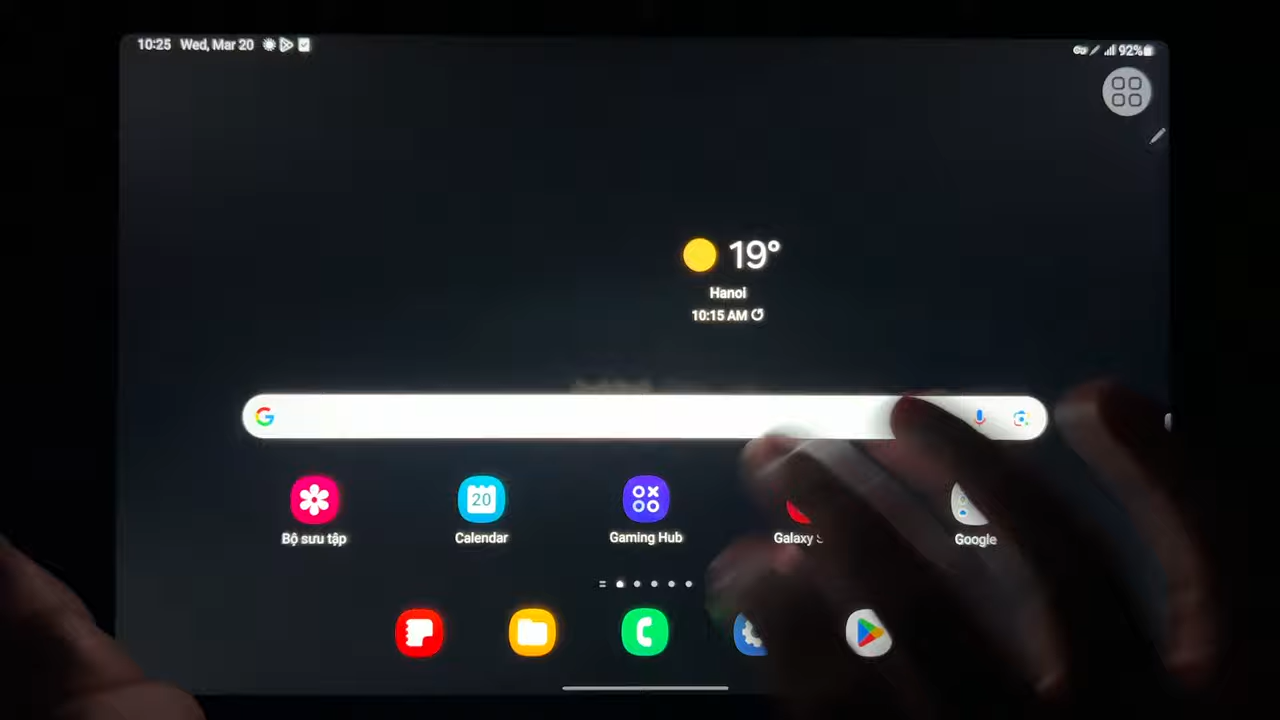 10:25 Wed, Mar 20
92%
19°
Hanoi
10:15 AM
Bộ sưu tập
20
Calendar
Gaming Hub
Galaxy
Google